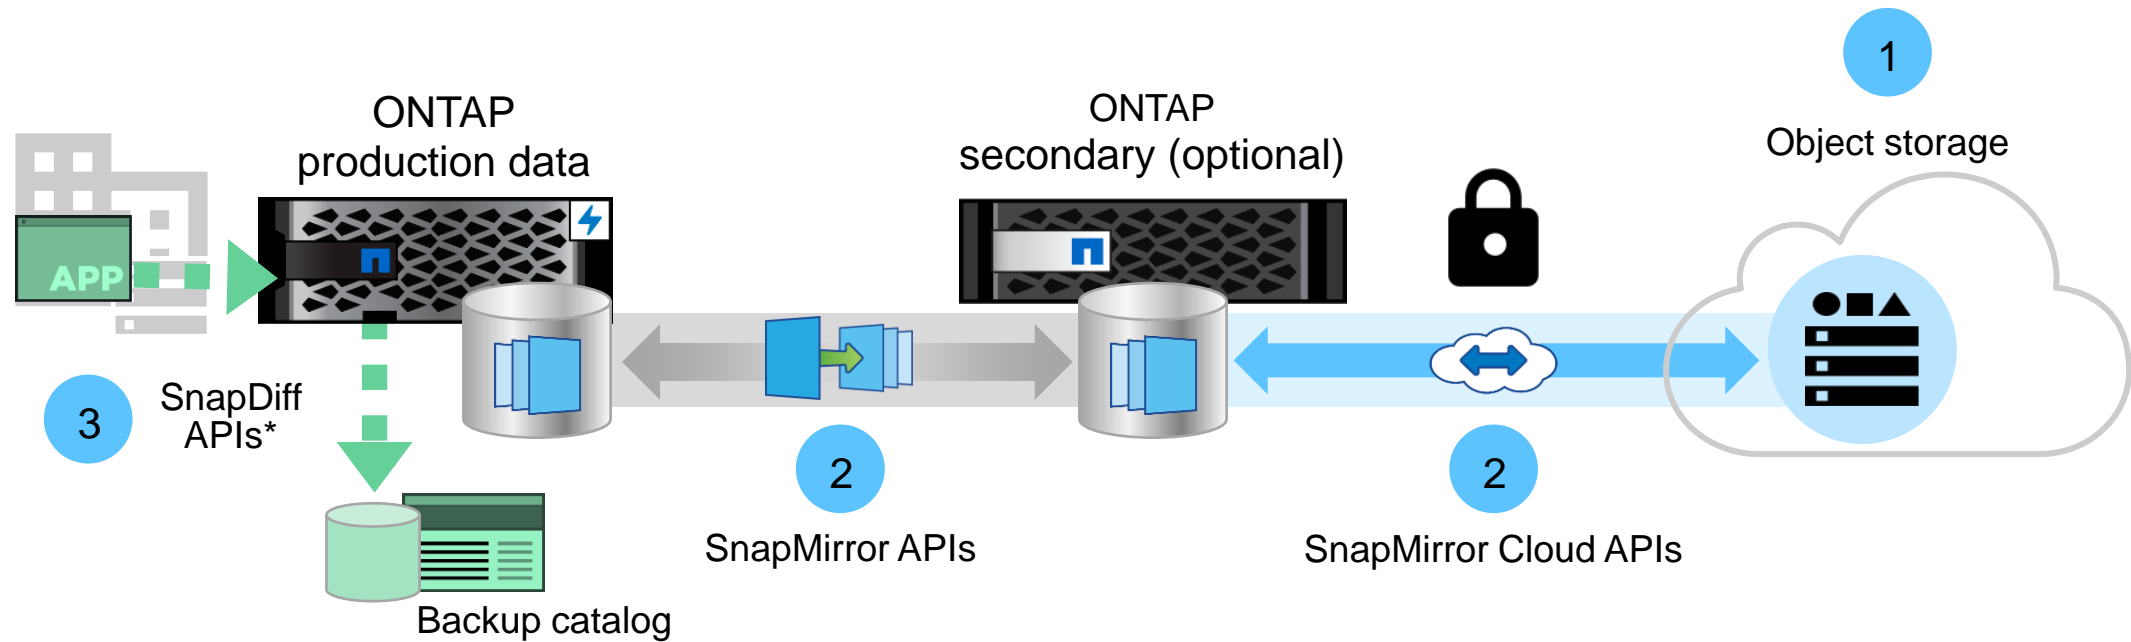 1
ONTAP
production data
ONTAP
secondary (optional)
Object storage
APP
3
SnapDiff
APIs*
2
SnapMirror APIs
2
SnapMirror Cloud APIs
Backup catalog